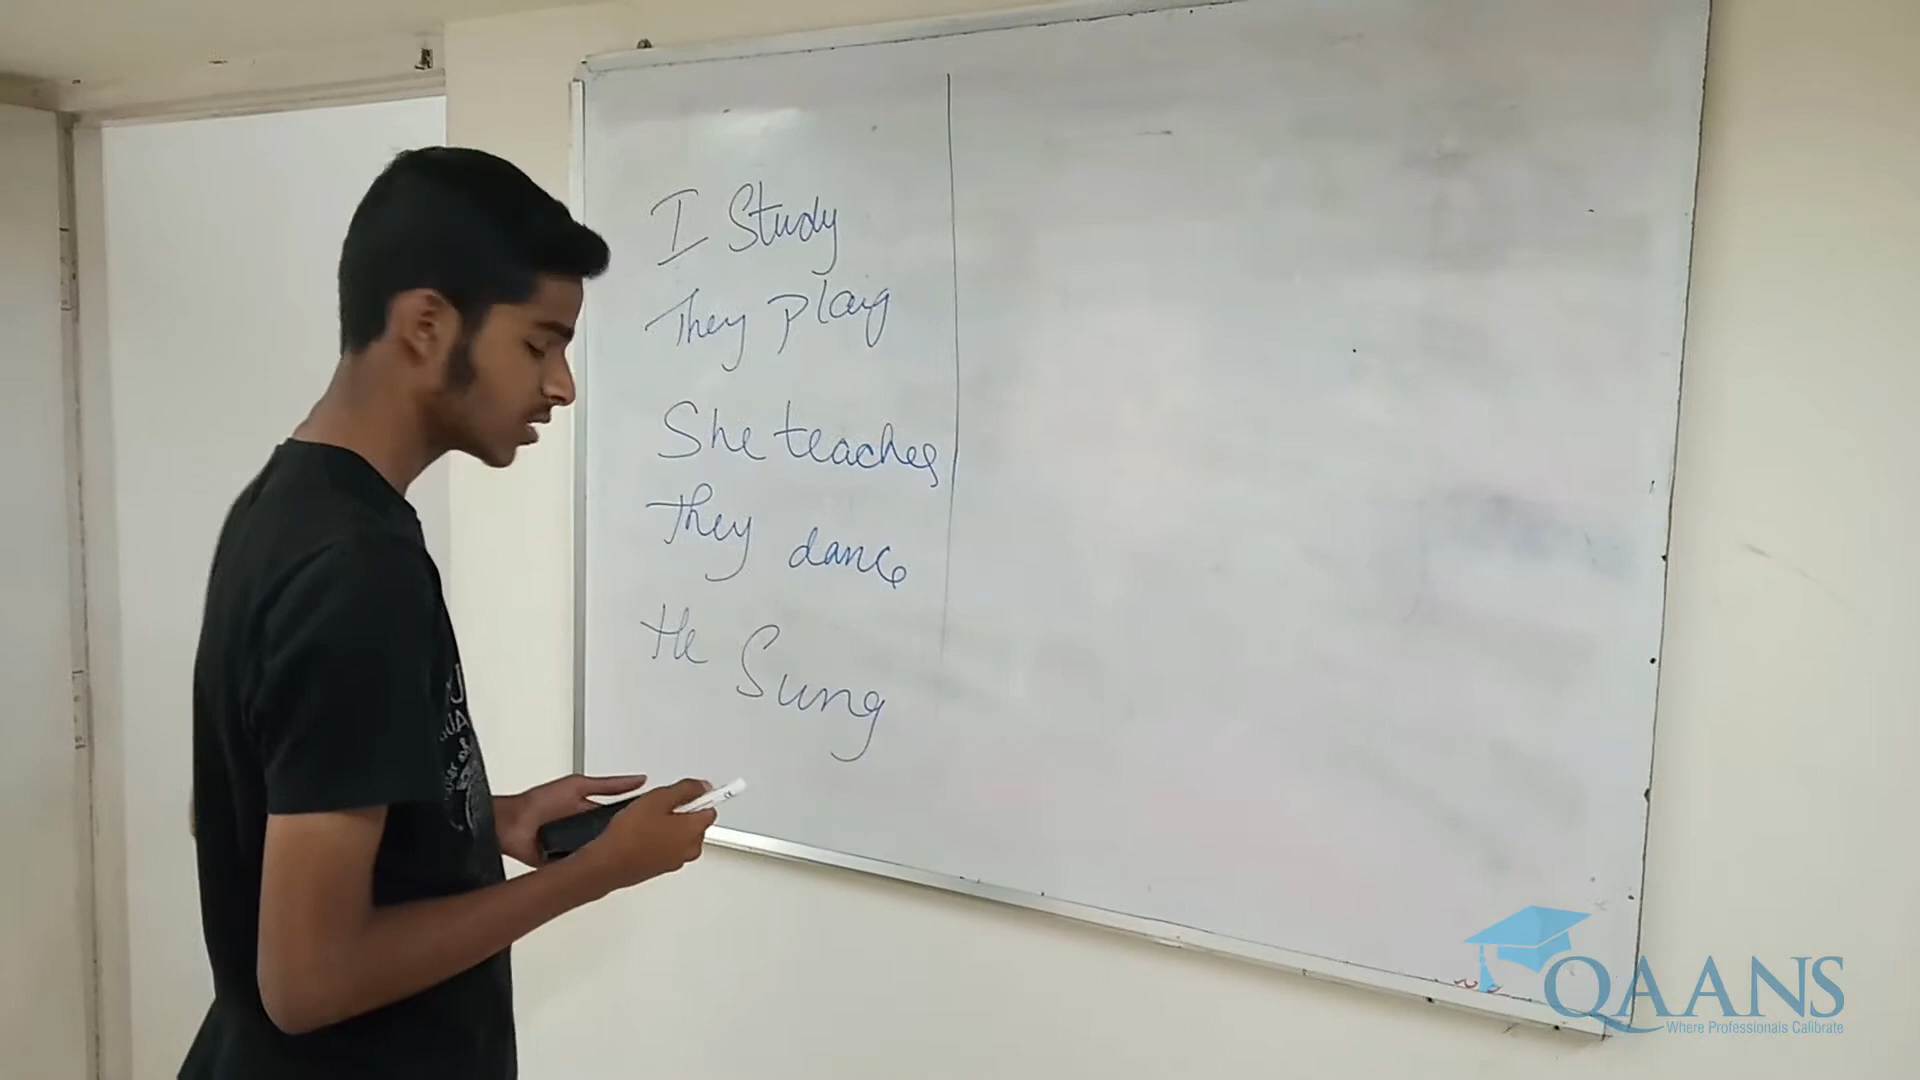 I Study
They play
She teaches
They dance
He Sung
QAANS
Where Professionals Calibrate